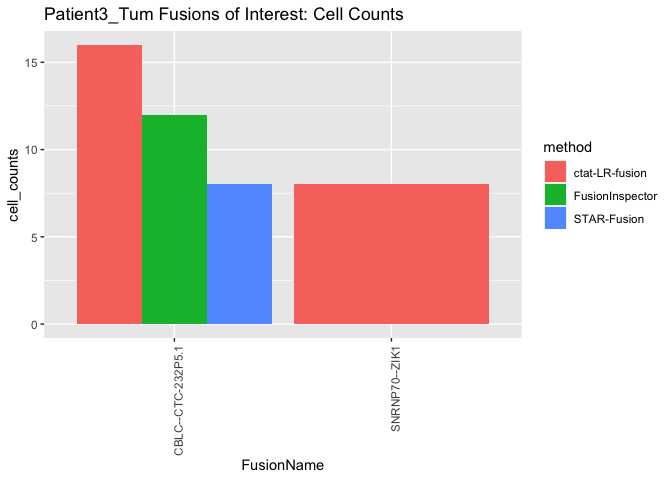 Patient3_Tum Fusions of Interest: Cell Counts
15
10
5
0
cell_counts
CBLC--CTC-232P5.1
SNRNP70--ZIK1
FusionName
method
ctat-LR-fusion
FusionInspector
STAR-Fusion